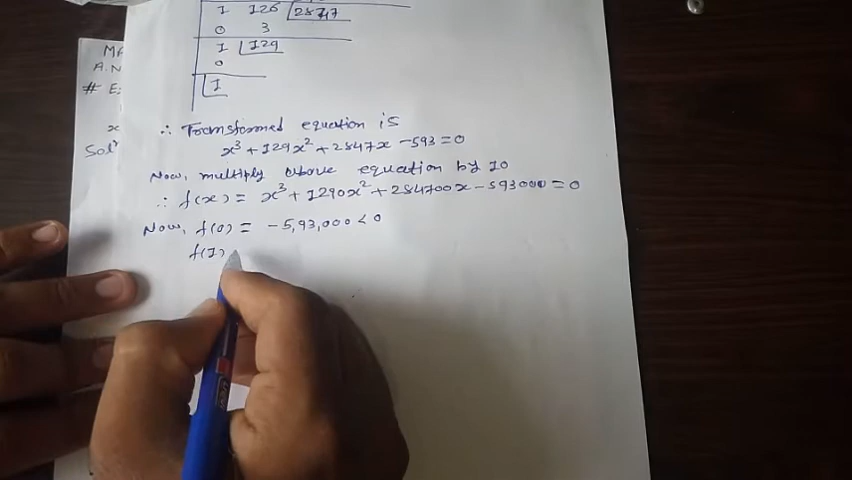 1 126 2847
0 3
1 129
0
1
MA
A.N
# E
x
Solⁿ
∴ Transformed equation is
x³ + 129x² + 2847x - 593 = 0
Now, multiply above equation by 10
∴ f(x) = x³ + 1290x² + 284700x - 593000 = 0
Now, f(0) = - 5,93,000 < 0
f(1)